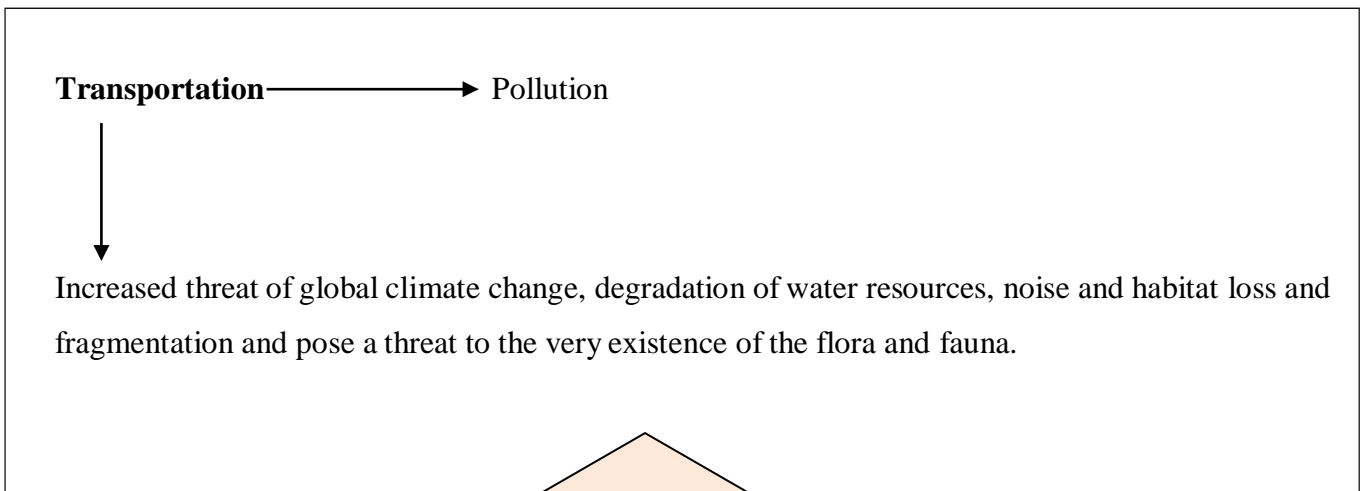 Transportation Pollution
Increased threat of global climate change, degradation of water resources, noise and habitat loss and
fragmentation and pose a threat to the very existence of the flora and fauna.